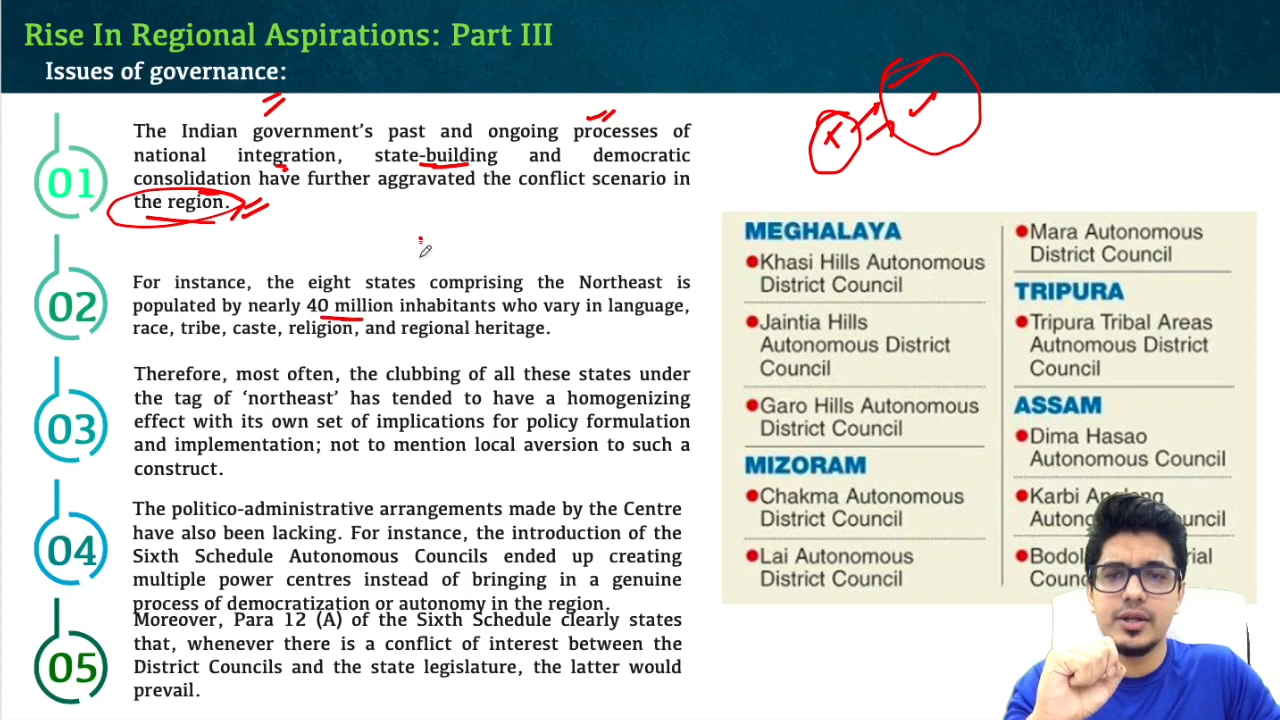 Rise In Regional Aspirations: Part III
Issues of governance:
01
The Indian government's past and ongoing processes of
national integration, state-building and democratic
consolidation have further aggravated the conflict scenario in
the region.
02
For instance, the eight states comprising the Northeast is
populated by nearly 40 million inhabitants who vary in language,
race, tribe, caste, religion, and regional heritage.
03
Therefore, most often, the clubbing of all these states under
the tag of ‘northeast’ has tended to have a homogenizing
effect with its own set of implications for policy formulation
and implementation; not to mention local aversion to such a
construct.
04
The politico-administrative arrangements made by the Centre
have also been lacking. For instance, the introduction of the
Sixth Schedule Autonomous Councils ended up creating
multiple power centres instead of bringing in a genuine
process of democratization or autonomy in the region.
05
Moreover, Para 12 (A) of the Sixth Schedule clearly states
that, whenever there is a conflict of interest between the
District Councils and the state legislature, the latter would
prevail.
MEGHALAYA
Khasi Hills Autonomous
District Council
Jaintia Hills
Autonomous District
Council
Garo Hills Autonomous
District Council
MIZORAM
Chakma Autonomous
District Council
Lai Autonomous
District Council
Mara Autonomous
District Council
TRIPURA
Tripura Tribal Areas
Autnomous District
Council
ASSAM
Dima Hasao
Autonomous Council
Karbi